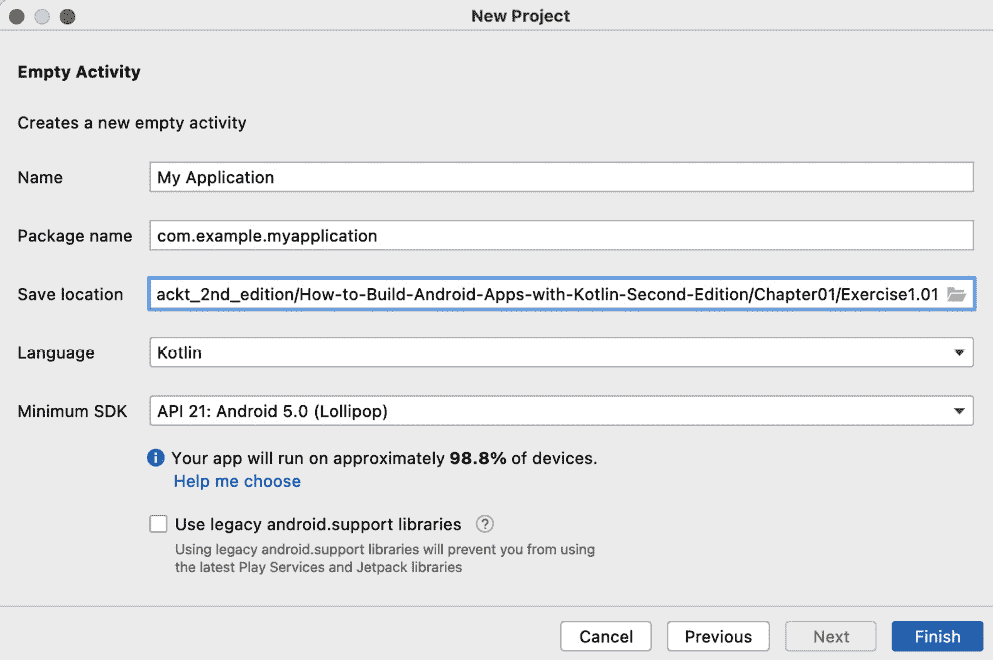 New Project
Empty Activity
Creates a new empty activity
Name My Application
Package name com.example.myapplication
Save location ackt_2nd_edition/How-to-Build-Android-Apps-with-Kotlin-Second-Edition/Chapter01/Exercise1.01
Language Kotlin
Minimum SDK API 21: Android 5.0 (Lollipop)
i Your app will run on approximately 98.8% of devices.
Help me choose
Use legacy android.support libraries ?
Using legacy android.support libraries will prevent you from using
the latest Play Services and Jetpack libraries
Cancel Previous Next Finish